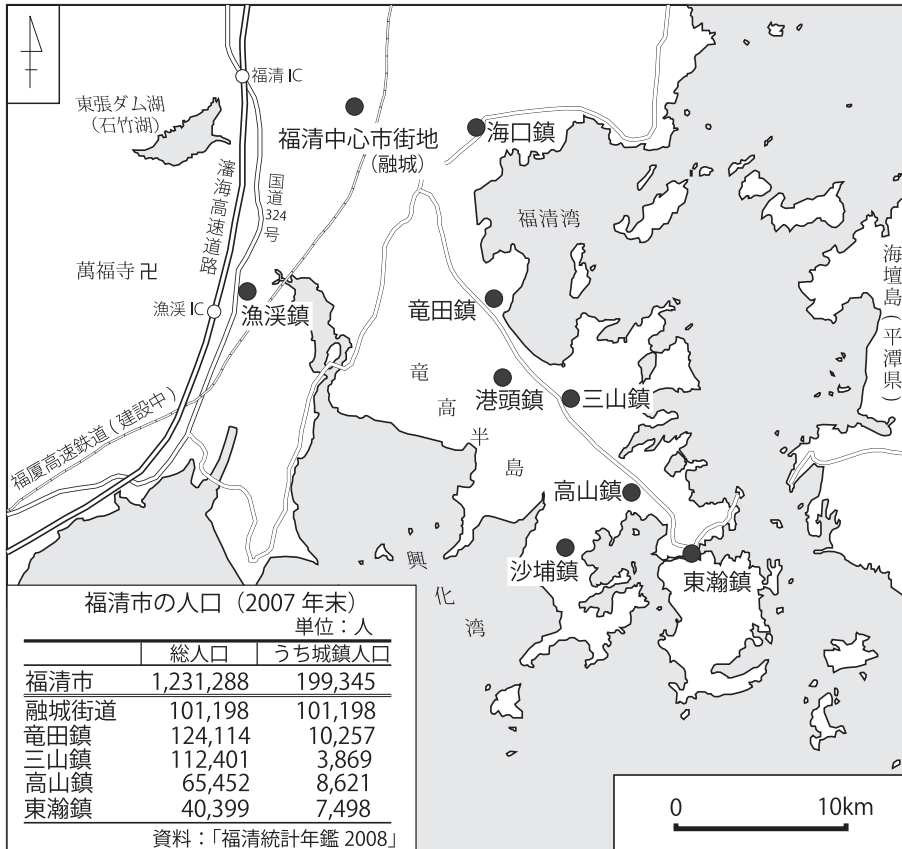 福清 IC
東張ダム湖
(石竹湖)
福清中心市街地
(融城)
海口鎮
瀋海高速道路
国道
324
号
福清湾
萬福寺卍
海壇島(平潭県)
漁渓 IC
漁渓鎮
竜田鎮
竜高半島
港頭鎮
三山鎮
福厦高速鉄道(建設中)
高山鎮
沙埔鎮
東瀚鎮
興化湾
福清市の人口(2007 年末)
単位:人
総人口 うち城鎮人口
福清市 1,231,288 199,345
融城街道 101,198 101,198
竜田鎮 124,114 10,257
三山鎮 112,401 3,869
高山鎮 65,452 8,621
東瀚鎮 40,399 7,498
資料:「福清統計年鑑 2008」
0 10km